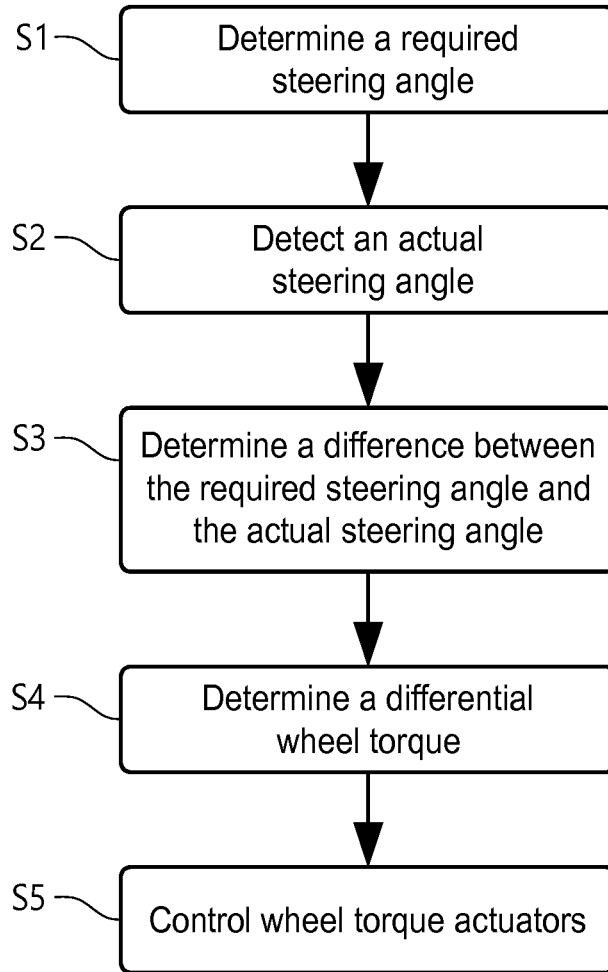 S1
Determine a required
steering angle
S2
Detect an actual
steering angle
S3
Determine a difference between
the required steering angle and
the actual steering angle
S4
Determine a differential
wheel torque
S5
Control wheel torque actuators